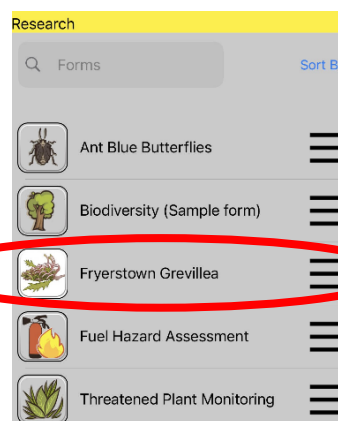 Research
Forms
Sort B
Ant Blue Butterflies
Biodiversity (Sample form)
Fryerstown Grevillea
Fuel Hazard Assessment
Threatened Plant Monitoring